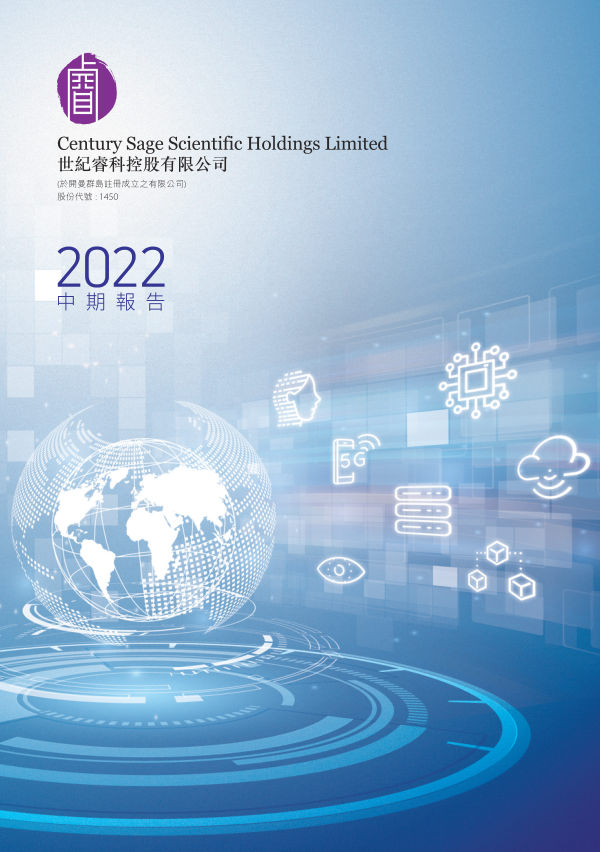 Century Sage Scientific Holdings Limited
世紀睿科控股有限公司
(於開曼群島註冊成立之有限公司)
股份代號 : 1450
2022
中期報告
5G